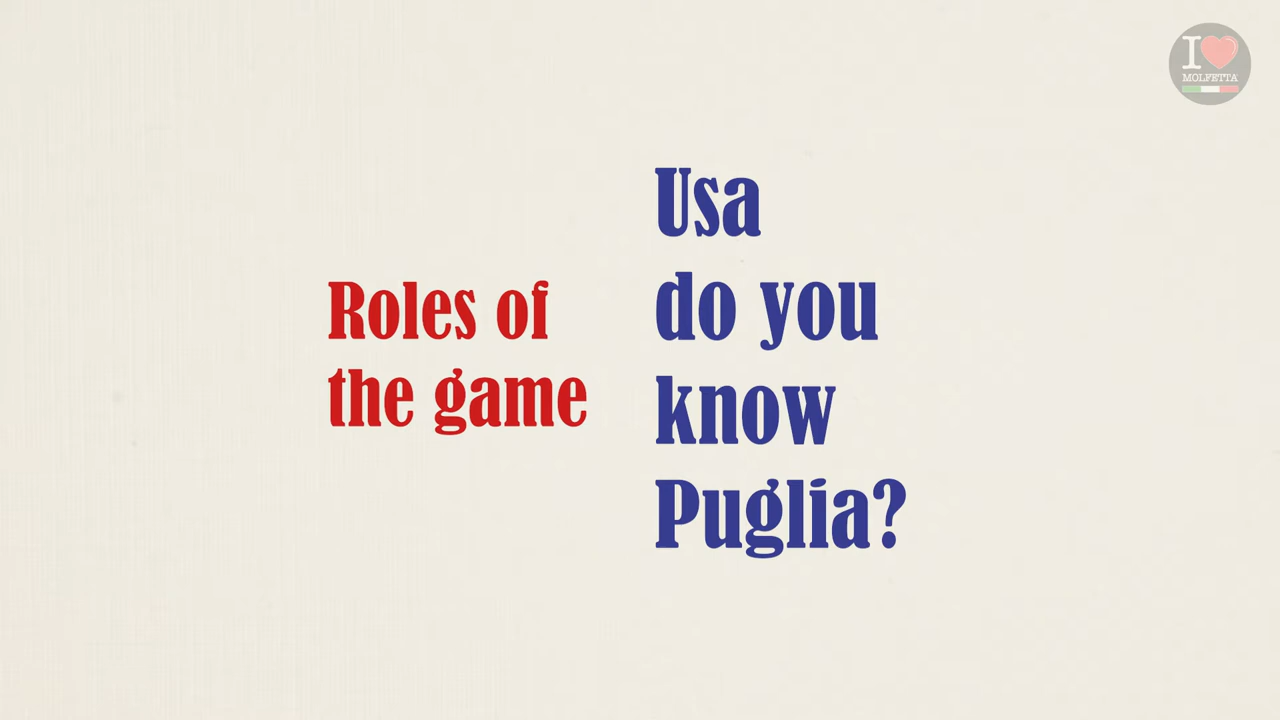 Roles of
the game
Usa
do you
know
Puglia?
I
MOLFETTA